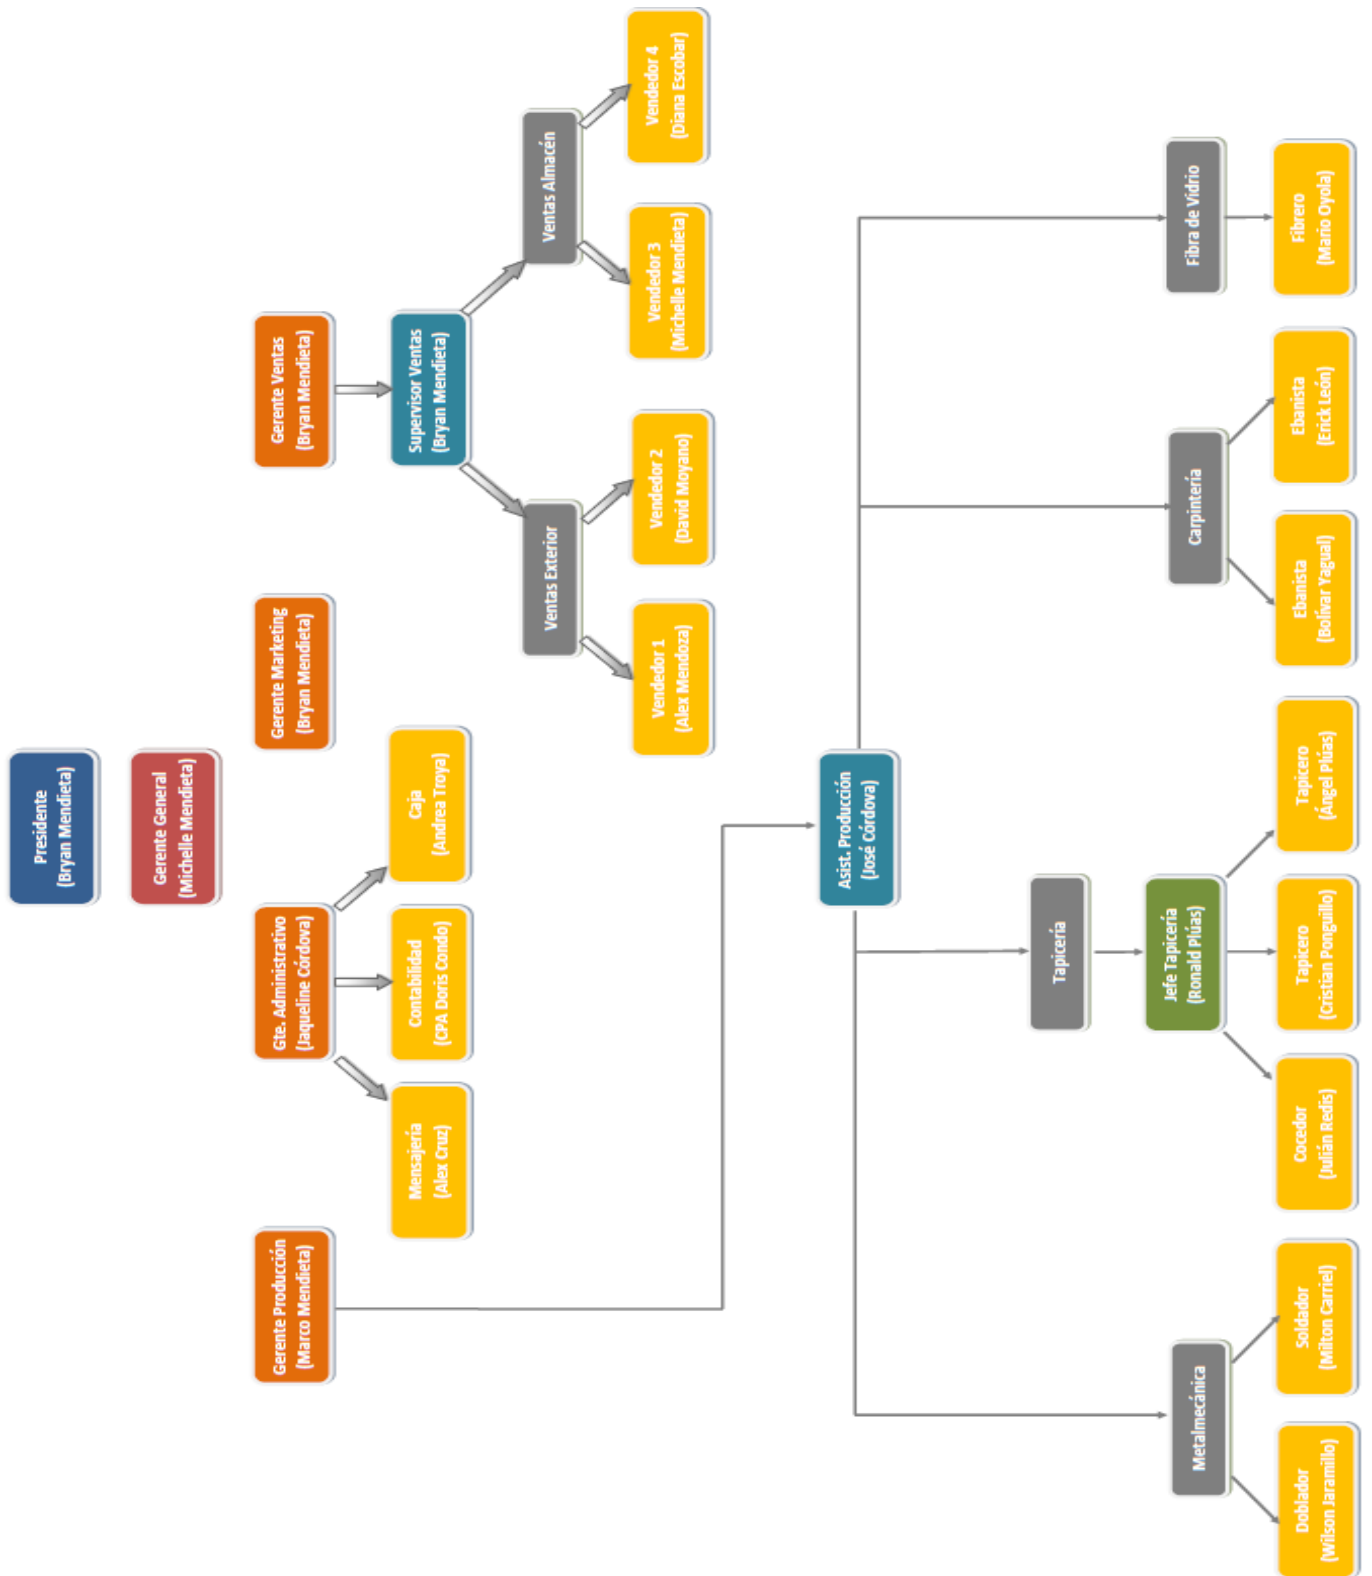 Presidente
(Bryan Mendieta)
Gerente General
(Michelle Mendieta)
Gerente Producción
(Marco Mendieta)
Gte. Administrativo
(Jaqueline Córdova)
Gerente Marketing
(Bryan Mendieta)
Gerente Ventas
(Bryan Mendieta)
Mensajería
(Alex Cruz)
Contabilidad
(CPA Doris Condo)
Caja
(Andrea Troya)
Supervisor Ventas
(Bryan Mendieta)
Ventas Exterior
Ventas Almacén
Vendedor 1
(Alex Mendoza)
Vendedor 2
(David Moyano)
Vendedor 3
(Michelle Mendieta)
Vendedor 4
(Diana Escobar)
Asist. Producción
(José Córdova)
Tapicería
Jefe Tapicería
(Ronald Plúas)
Metalmecánica
Carpintería
Fibra de Vidrio
Doblador
(Wilson Jaramillo)
Soldador
(Milton Carriel)
Cocedor
(Julián Redis)
Tapicero
(Cristian Ponguillo)
Tapicero
(Ángel Plúas)
Ebanista
(Bolívar Yagual)
Ebanista
(Erick León)
Fibrero
(Mario Oyola)